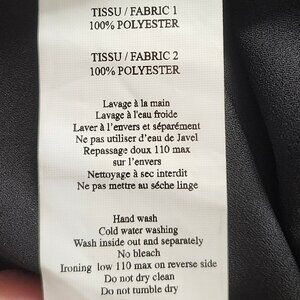 TISSU / FABRIC 1
100% POLYESTER
TISSU / FABRIC 2
100% POLYESTER
Lavage à la main
Lavage à l'eau froide
Laver à l'envers et séparément
Ne pas utiliser d'eau de Javel
Repassage doux 110 max
sur l'envers
Nettoyage à sec interdit
Ne pas mettre au séche linge
Hand wash
Cold water washing
Wash inside out and separately
No bleach
Ironing low 110 max on reverse side
Do not dry clean
Do not tumble dry